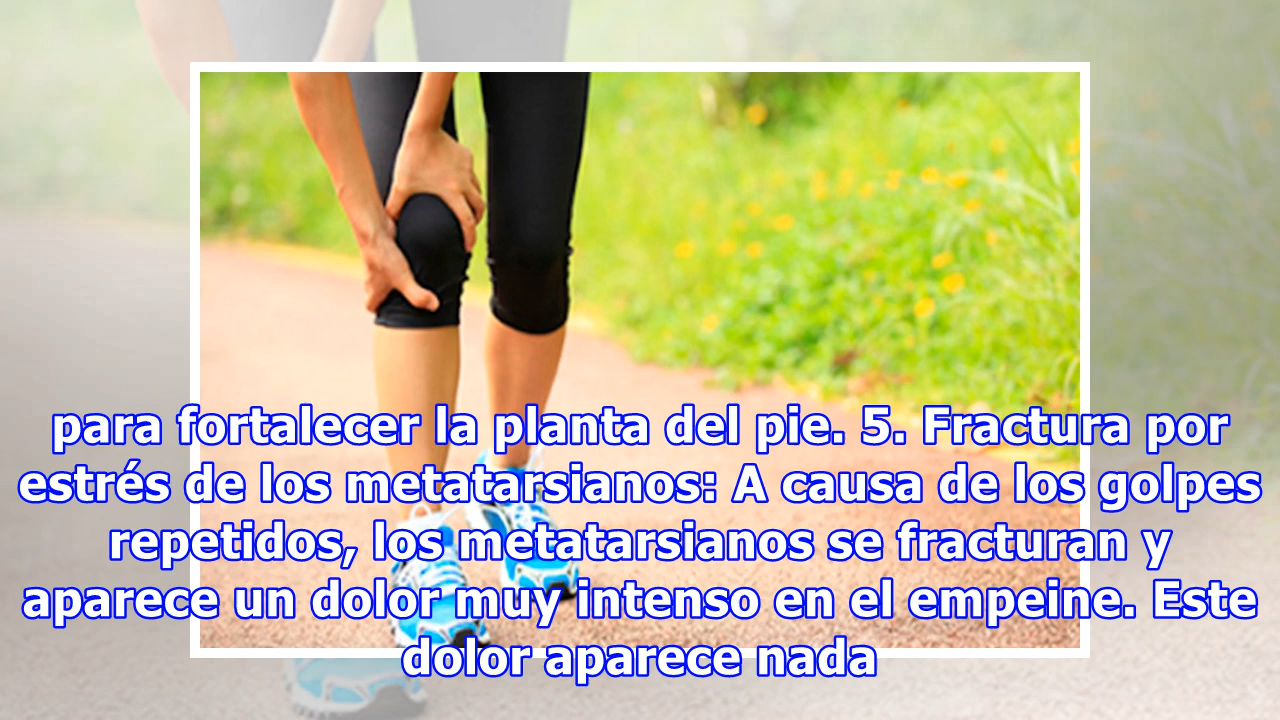 para fortalecer la planta del pie. 5. Fractura por
estrés de los metatarsianos: A causa de los golpes
repetidos, los metatarsianos se fracturan y
aparece un dolor muy intenso en el empeine. Este
dolor aparece nada